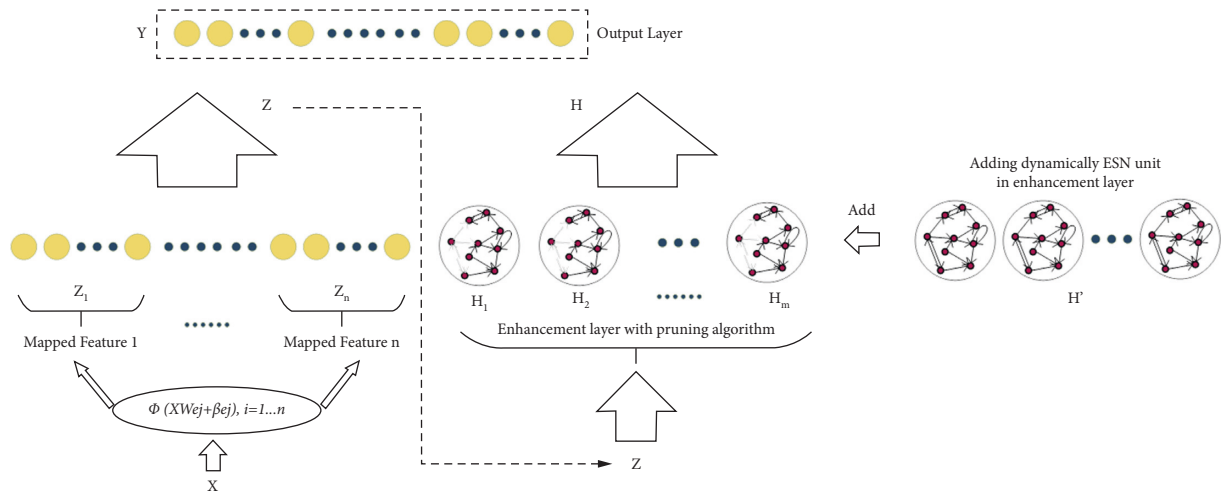 Y
Output Layer
Z
H
Adding dynamically ESN unit
in enhancement layer
Add
Z1
Zn
H1
H2
Hm
H'
Mapped Feature 1
Mapped Feature n
Enhancement layer with pruning algorithm
Φ (XWej+βej), i=1...n
Z
X